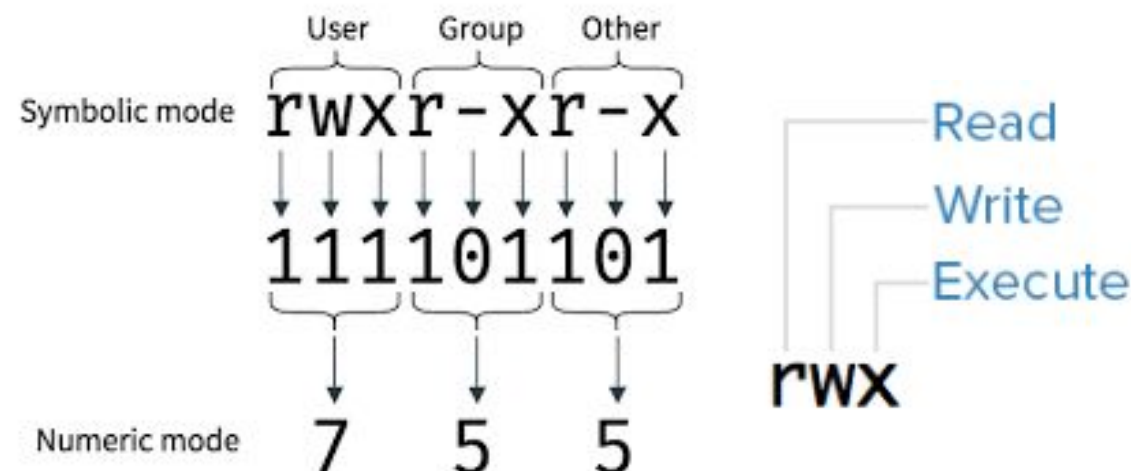 User Group Other
Symbolic mode rwxr-xr-x
111101101
Numeric mode 7 5 5
Read
Write
Execute
rwx